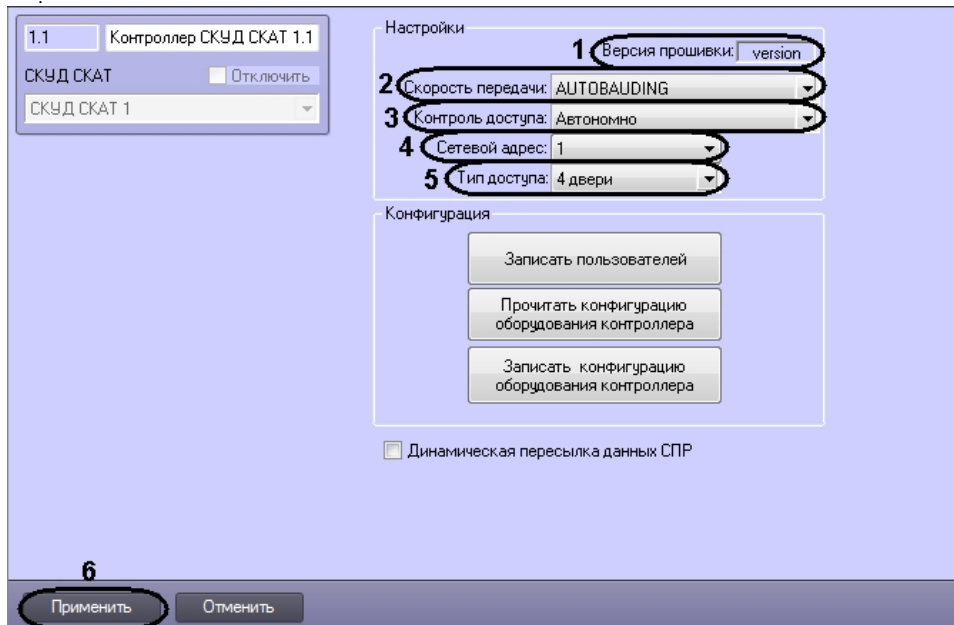 1.1
Контроллер СКУД СКАТ 1.1
СКУД СКАТ
Отключить
СКУД СКАТ 1
Настройки
1 Версия прошивки: version
2 Скорость передачи: AUTOBAUDING
3 Контроль доступа: Автономно
4 Сетевой адрес: 1
5 Тип доступа: 4 двери
Конфигурация
Записать пользователей
Прочитать конфигурацию
оборудования контроллера
Записать конфигурацию
оборудования контроллера
Динамическая пересылка данных СПР
6
Применить
Отменить